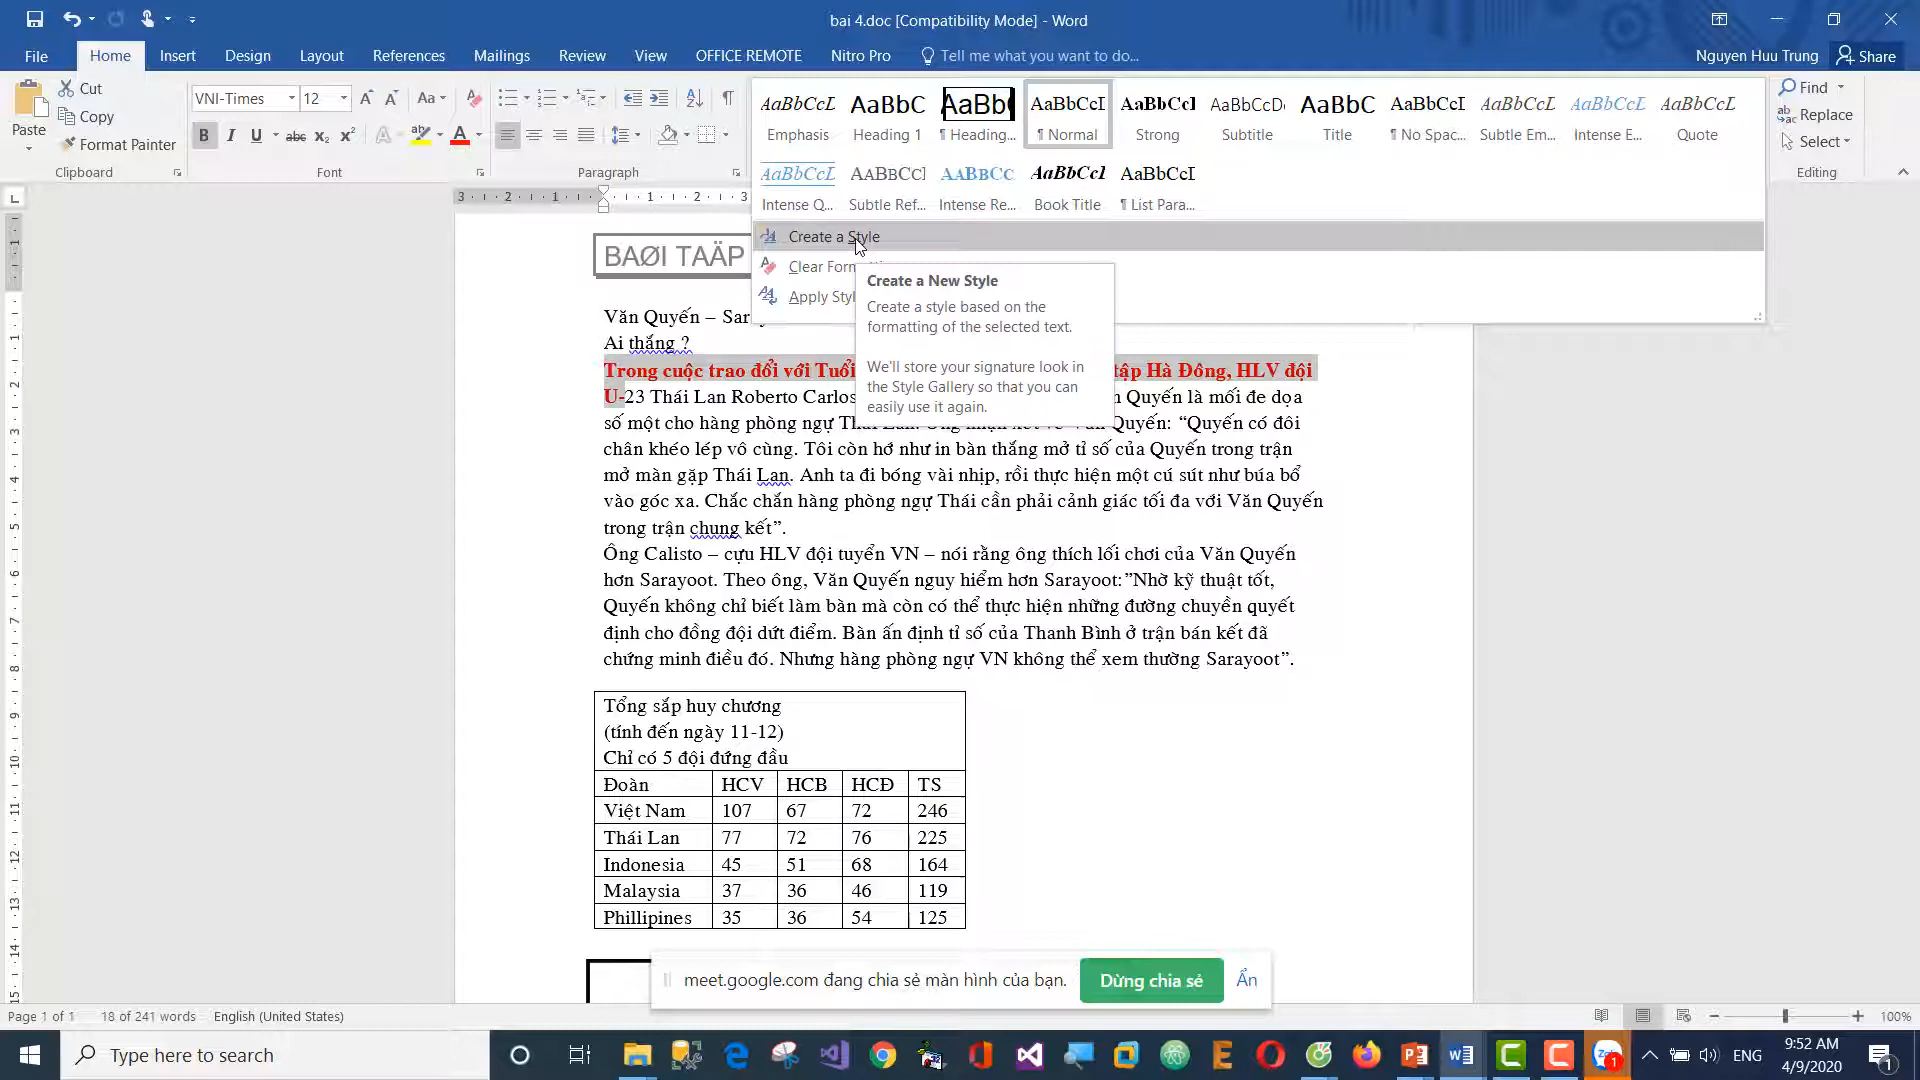 bai 4.doc [Compatibility Mode] - Word
File Home Insert Design Layout References Mailings Review View OFFICE REMOTE Nitro Pro Tell me what you want to do... Nguyen Huu Trung Share
Paste
Cut
Copy
Format Painter
Clipboard
VNI-Times 12
Font
Paragraph
AaBbCcL AaBbC AaBb AaBbCcI AaBbCcI AaBbCcD AaBbC AaBbCcI AaBbCcL AaBbCcL AaBbCcL
Emphasis Heading 1 ¶ Heading... ¶ Normal Strong Subtitle Title ¶ No Spac... Subtle Em... Intense E... Quote
AaBbCcL AABBCCI AABBCC AaBbCcI AaBbCcI
Intense Q... Subtle Ref... Intense Re... Book Title ¶ List Para...
Find
Replace
Select
Editing
Create a Style
Clear Form
Apply Styl
Create a New Style
Create a style based on the
formatting of the selected text.
We'll store your signature look in
the Style Gallery so that you can
easily use it again.
3 · 2 · 1 · 1 · 2 · 3
BAØI TAÄP
Văn Quyến – Saray
Ai thắng ?
Trong cuộc trao đổi với Tuổi tập Hà Đông, HLV đội
U-23 Thái Lan Roberto Carlos Quyến là mối đe dọa
số một cho hàng phòng ngự Quyến: “Quyến có đôi
chân khéo lép vô cùng. Tôi còn hớ như in bàn thắng mở tỉ số của Quyến trong trận
mở màn gặp Thái Lan. Anh ta đi bóng vài nhịp, rồi thực hiện một cú sút như búa bổ
vào góc xa. Chắc chắn hàng phòng ngự Thái cần phải cảnh giác tối đa với Văn Quyến
trong trận chung kết”.
Ông Calisto – cựu HLV đội tuyển VN – nói rằng ông thích lối chơi của Văn Quyến
hơn Sarayoot. Theo ông, Văn Quyến nguy hiểm hơn Sarayoot:”Nhờ kỹ thuật tốt,
Quyến không chỉ biết làm bàn mà còn có thể thực hiện những đường chuyền quyết
định cho đồng đội dứt điểm. Bàn ấn định tỉ số của Thanh Bình ở trận bán kết đã
chứng minh điều đó. Nhưng hàng phòng ngự VN không thể xem thường Sarayoot”.
Tổng sắp huy chương
(tính đến ngày 11-12)
Chỉ có 5 đội đứng đầu
Đoàn HCV HCB HCĐ TS
Việt Nam 107 67 72 246
Thái Lan 77 72 76 225
Indonesia 45 51 68 164
Malaysia 37 36 46 119
Phillipines 35 36 54 125
meet.google.com đang chia sẻ màn hình của bạn. Dừng chia sẻ Ẩn
Page 1 of 1 18 of 241 words English (United States) 100%
Type here to search
ENG
9:52 AM
4/9/2020